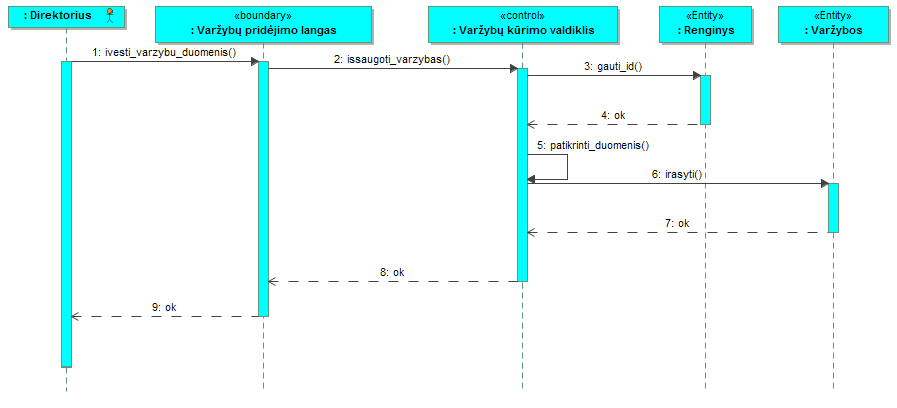 : Direktorius
«boundary»
: Varžybų pridėjimo langas
«control»
: Varžybų kūrimo valdiklis
«Entity»
: Renginys
«Entity»
: Varžybos
1: ivesti_varzybu_duomenis()
2: issaugoti_varzybas()
3: gauti_id()
4: ok
5: patikrinti_duomenis()
6: irasyti()
7: ok
8: ok
9: ok